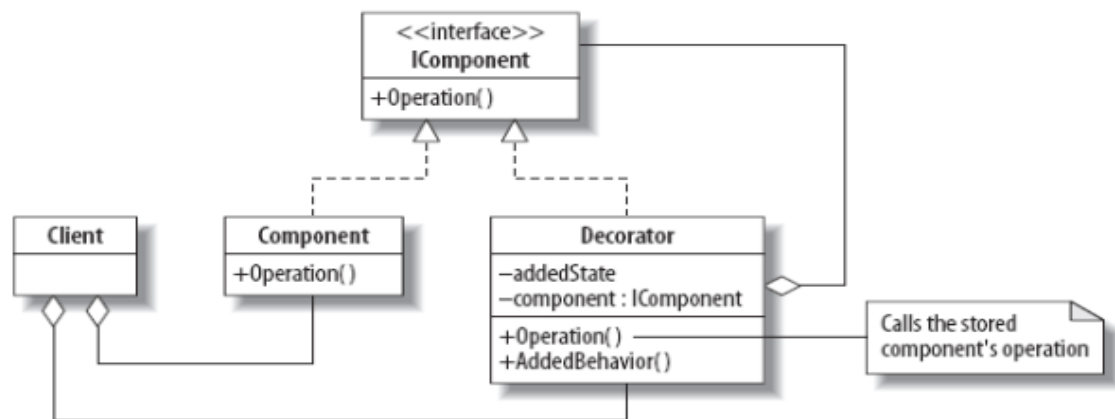 <<interface>>
IComponent
+Operation()
Client
Component
+Operation()
Decorator
–addedState
–component : IComponent
+Operation()
+AddedBehavior()
Calls the stored
component's operation